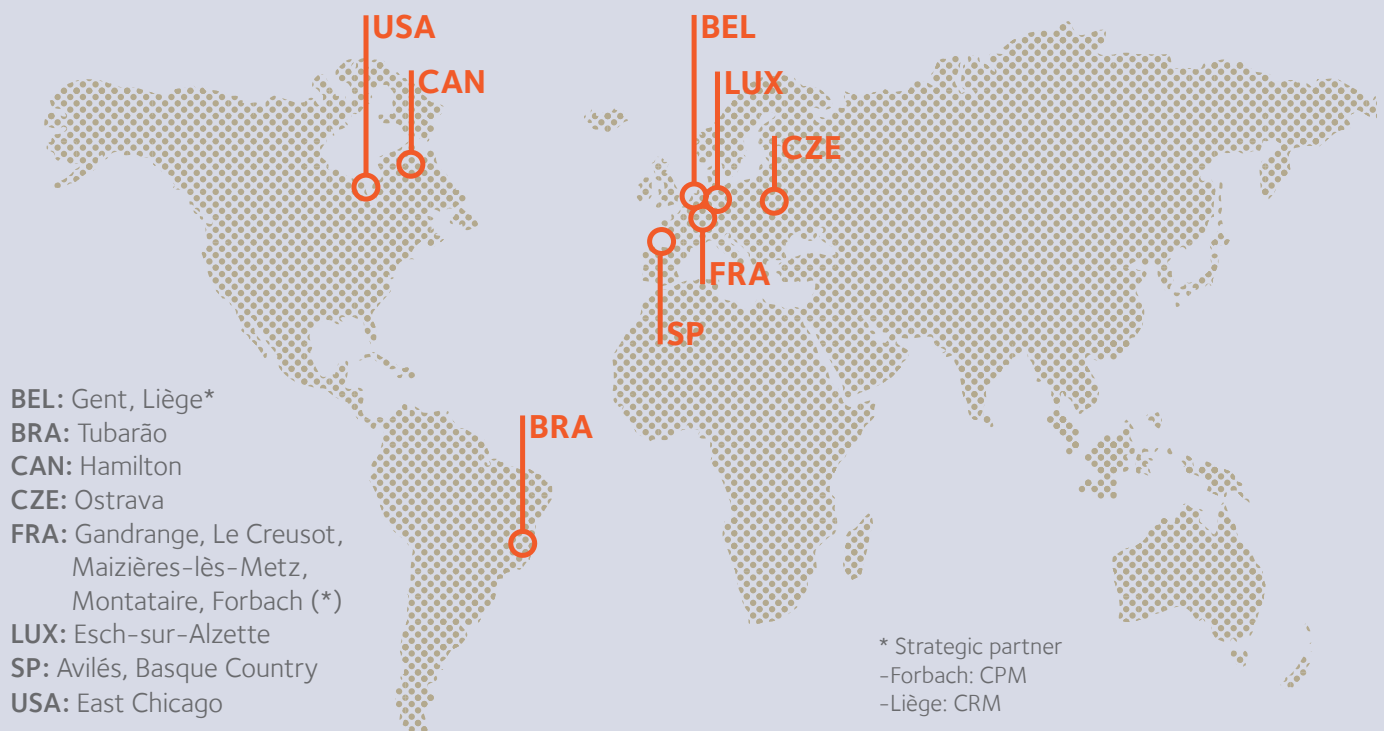 USA
BEL
CAN
LUX
CZE
FRA
SP
BRA
BEL: Gent, Liège*
BRA: Tubarão
CAN: Hamilton
CZE: Ostrava
FRA: Gandrange, Le Creusot,
Maizières-lès-Metz,
Montataire, Forbach (*)
LUX: Esch-sur-Alzette
SP: Avilés, Basque Country
USA: East Chicago
* Strategic partner
-Forbach: CPM
-Liège: CRM